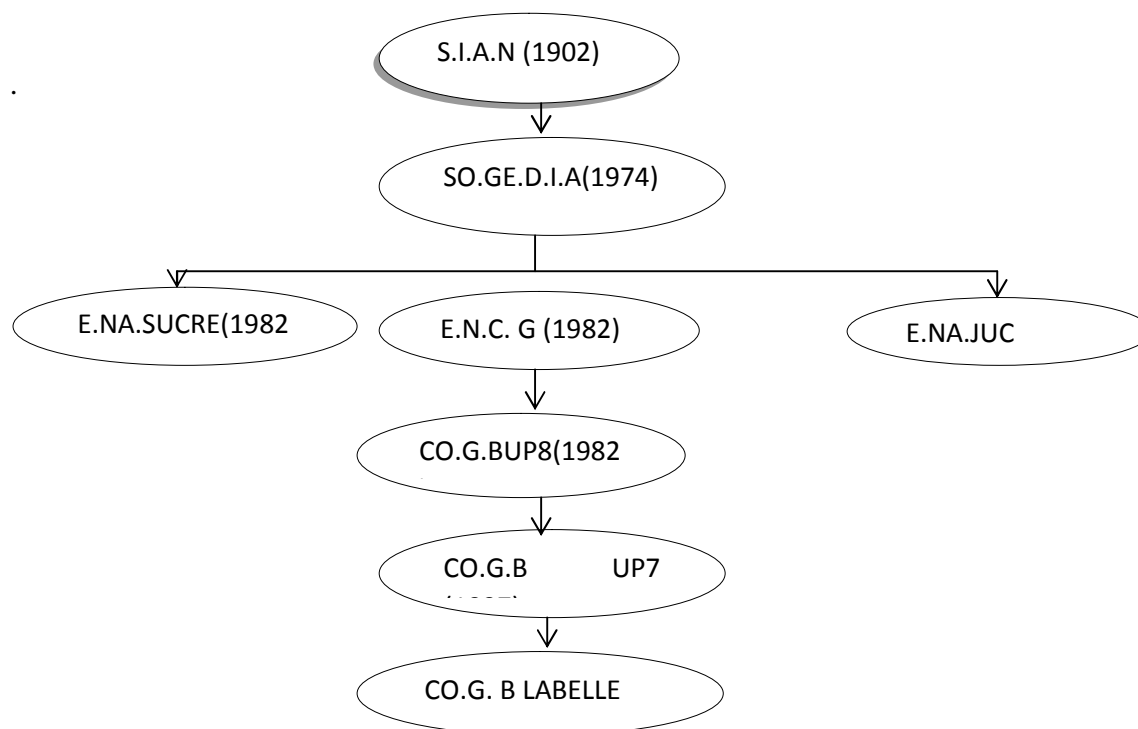 S.I.A.N (1902)
.
SO.GE.D.I.A(1974)
E.NA.SUCRE(1982
E.N.C. G (1982)
E.NA.JUC
CO.G.BUP8(1982
CO.G.B UP7
CO.G. B LABELLE